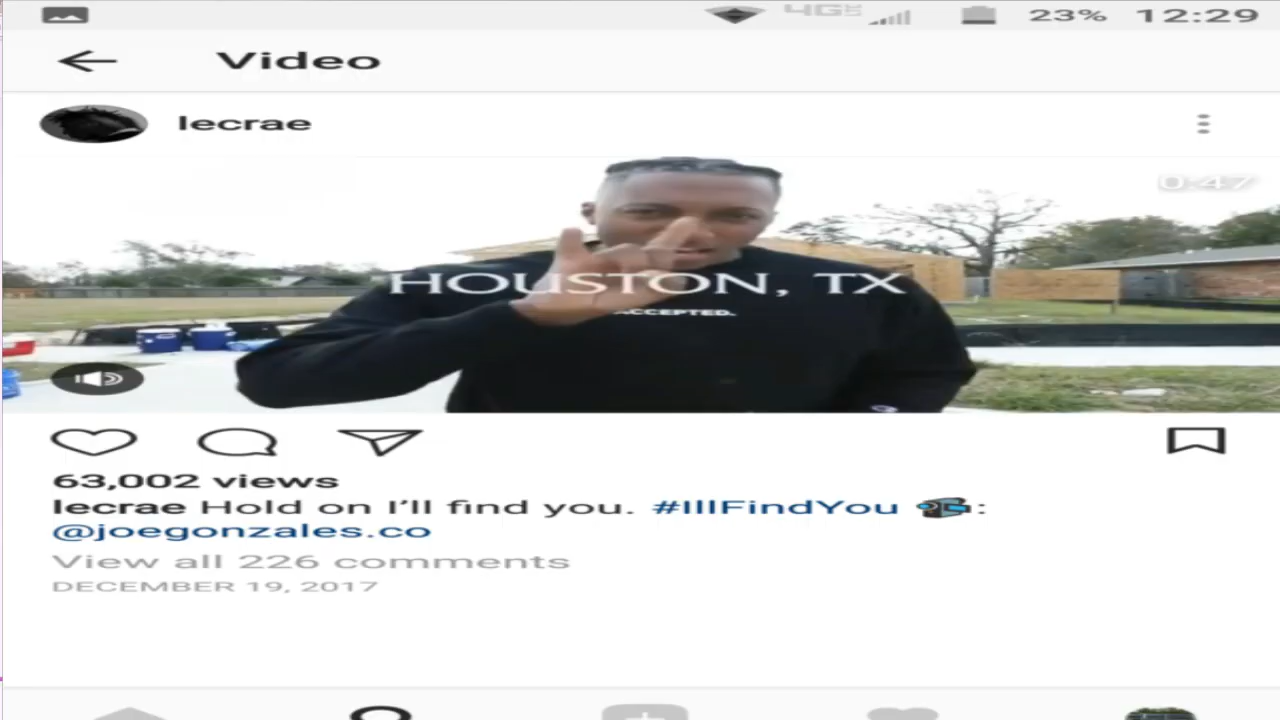 4G 23% 12:29
Video
lecrae
0:47
HOUSTON, TX
ACCEPTED.
63,002 views
lecrae Hold on I'll find you. #IllFindYou :
@joegonzales.co
View all 226 comments
DECEMBER 19, 2017